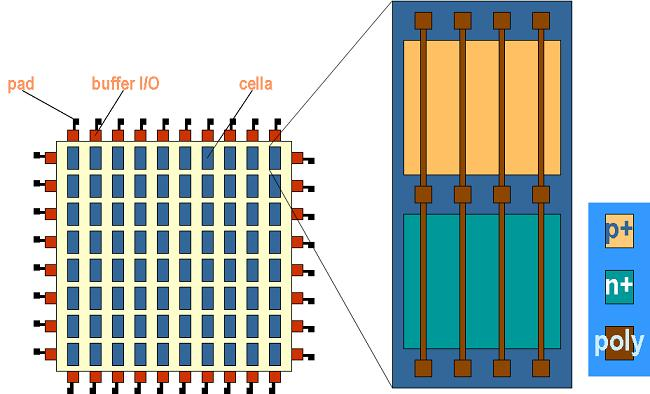 pad
buffer I/O
cella
p+
n+
poly